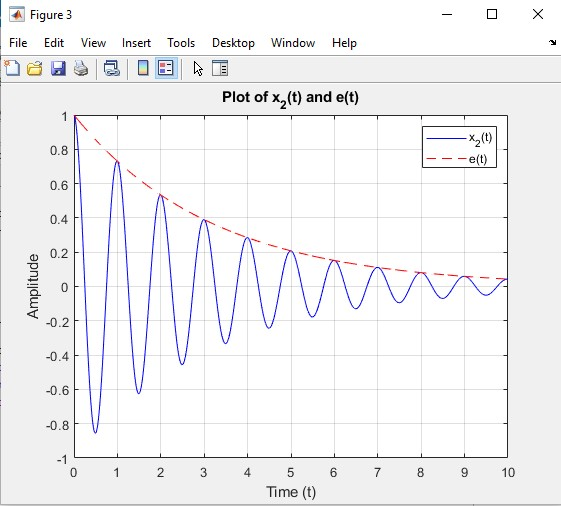 Figure 3
File Edit View Insert Tools Desktop Window Help
Plot of x2(t) and e(t)
x2(t)
e(t)
1
0.8
0.6
0.4
0.2
0
-0.2
-0.4
-0.6
-0.8
-1
Amplitude
0 1 2 3 4 5 6 7 8 9 10
Time (t)